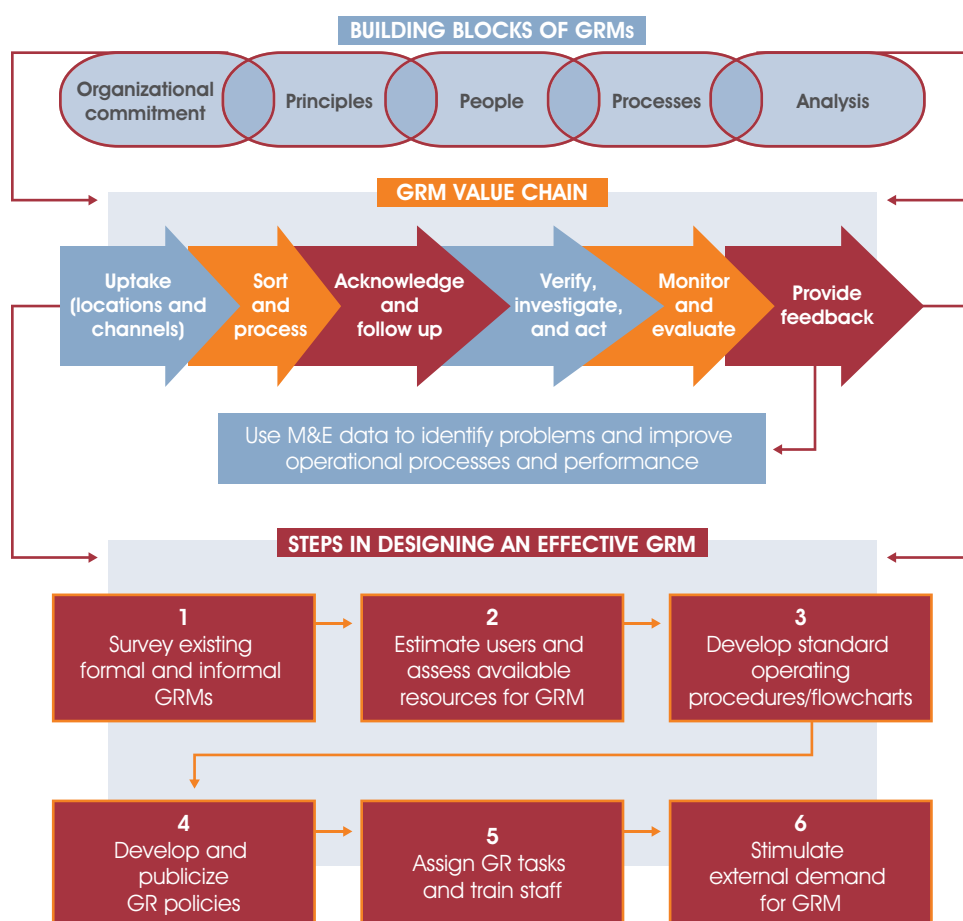 BUILDING BLOCKS OF GRMs
Organizational
commitment
Principles
People
Processes
Analysis
GRM VALUE CHAIN
Uptake
(locations and
channels)
Sort
and
process
Acknowledge
and
follow up
Verify,
investigate,
and act
Monitor
and
evaluate
Provide
feedback
Use M&E data to identify problems and improve
operational processes and performance
STEPS IN DESIGNING AN EFFECTIVE GRM
1
Survey existing
formal and informal
GRMs
2
Estimate users and
assess available
resources for GRM
3
Develop standard
operating
procedures/flowcharts
4
Develop and
publicize
GR policies
5
Assign GR tasks
and train staff
6
Stimulate
external demand
for GRM